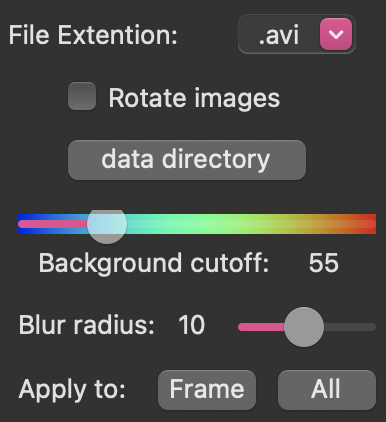 File Extention: .avi
Rotate images
data directory
Background cutoff: 55
Blur radius: 10
Apply to: Frame All